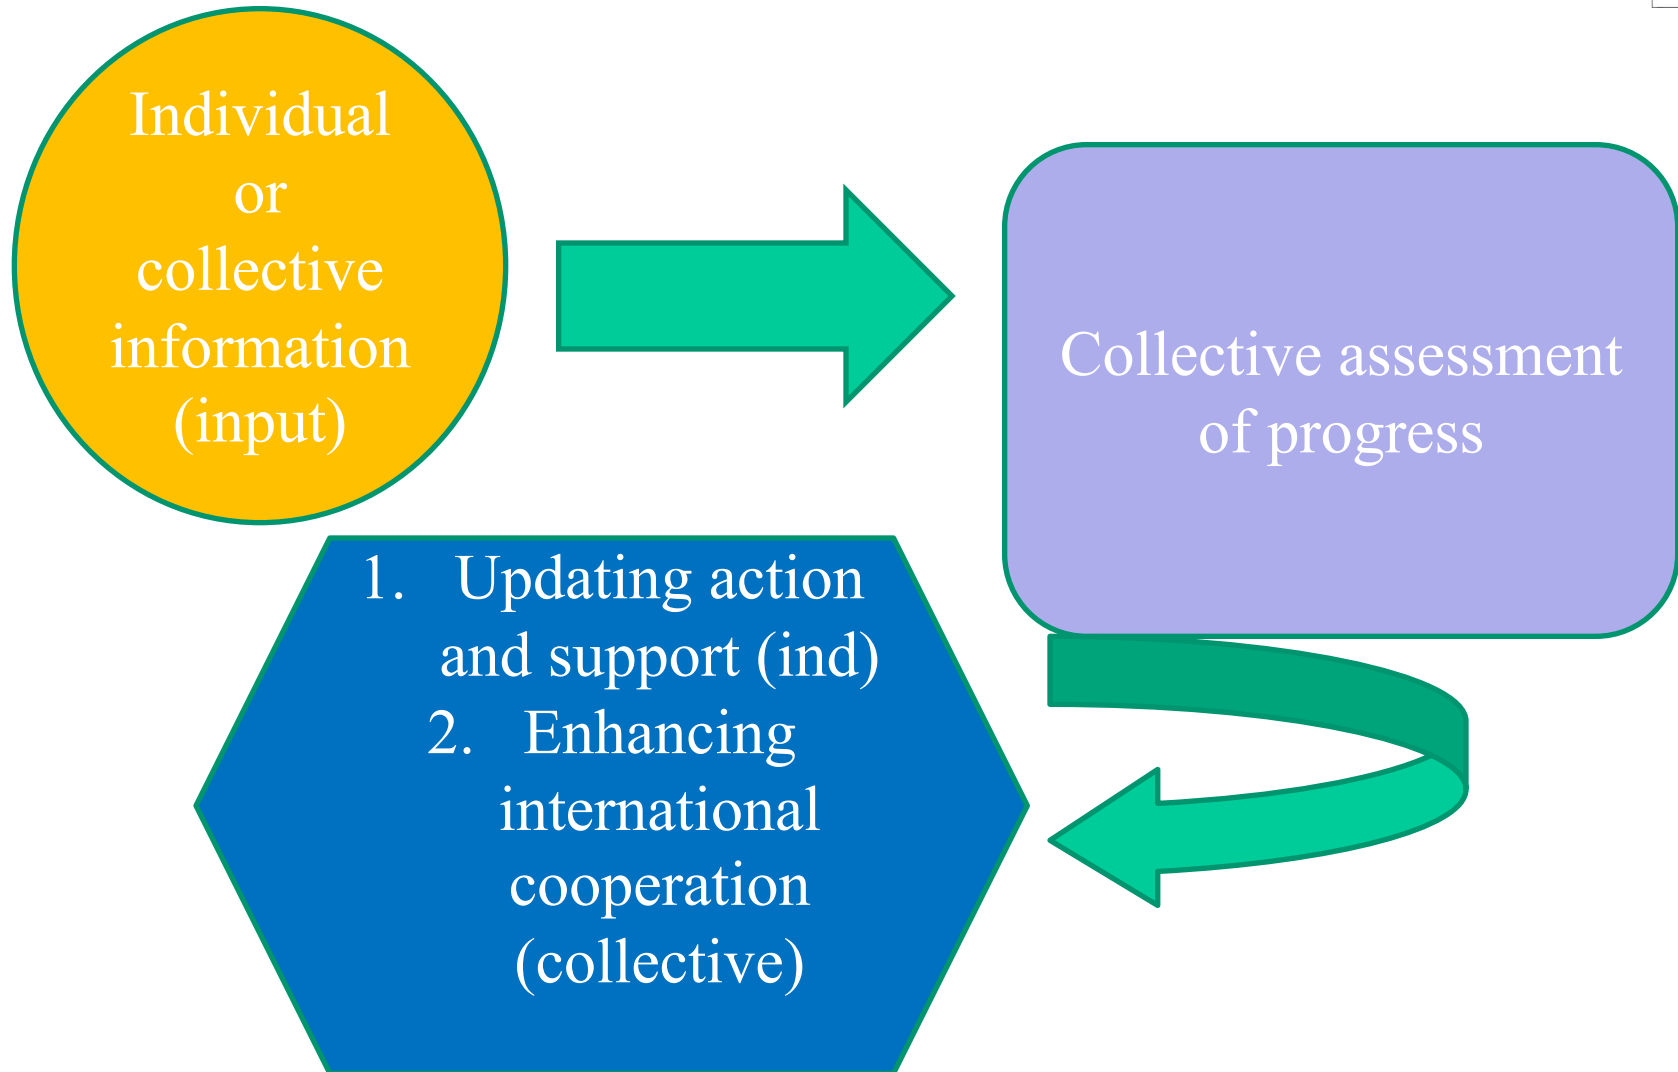 Individual
or
collective
information
(input)
Collective assessment
of progress
1. Updating action
and support (ind)
2. Enhancing
international
cooperation
(collective)